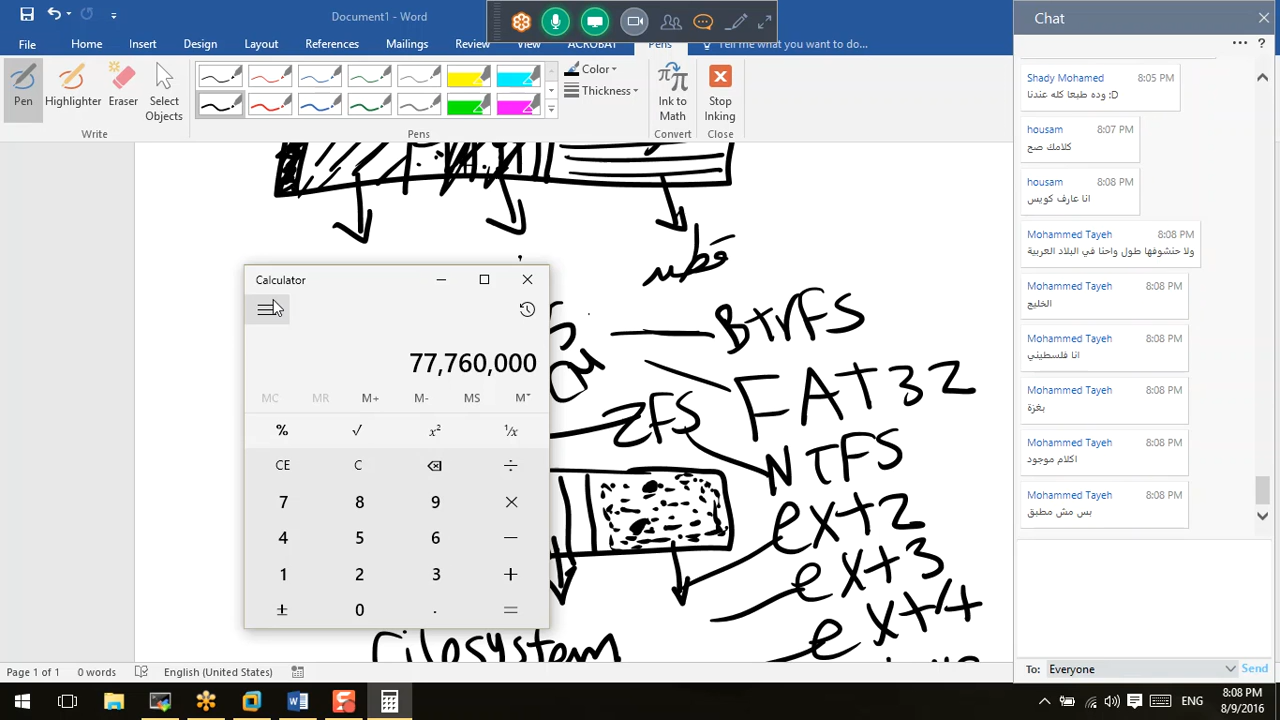 Document1 - Word
Chat
File
Home
Insert
Design
Layout
References
Mailings
Review
View
ACROBAT
Pens
Tell me what you want to do...
Pen
Highlighter
Eraser
Select
Objects
Color
Thickness
Ink to
Math
Stop
Inking
Write
Pens
Convert
Close
Shady Mohamed 8:05 PM
وده طبعا كله عندنا :D
housam 8:07 PM
كلامك صح
housam 8:08 PM
انا عارف كويس
Mohammed Tayeh 8:08 PM
ولا حنشوفها طول واحنا في البلاد العربية
Mohammed Tayeh 8:08 PM
الخليج
Mohammed Tayeh 8:08 PM
انا فلسطيني
Mohammed Tayeh 8:08 PM
بغزة
Mohammed Tayeh 8:08 PM
اكلام موجود
Mohammed Tayeh 8:08 PM
بس مش مطبق
Calculator
77,760,000
MC MR M+ M- MS M˅
% √ x² ¹/x
CE C ÷
7 8 9 ×
4 5 6 −
1 2 3 +
± 0 . =
BtrFS
FAT32
ZFS
NTFS
ext2
ext3
ext4
Filesystem
Page 1 of 1 0 words English (United States)
To: Everyone Send
ENG
8:08 PM
8/9/2016